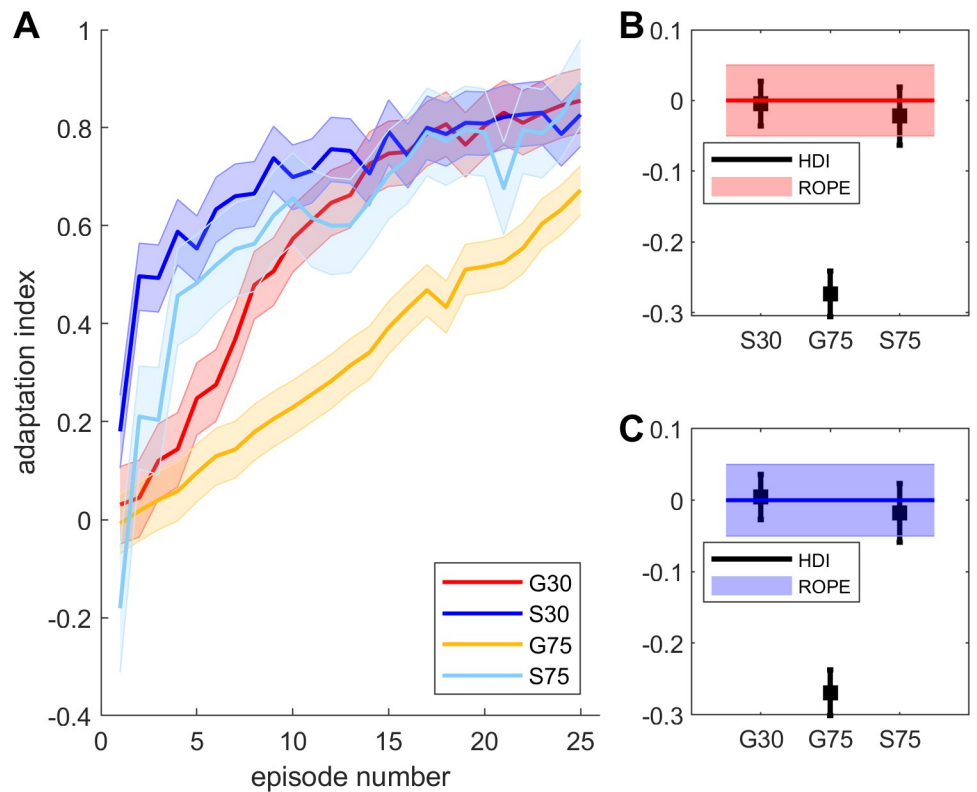 A
1
0.8
0.6
0.4
0.2
0
-0.2
-0.4
adaptation index
0 5 10 15 20 25
episode number
G30
S30
G75
S75
B
0.1
0
-0.1
-0.2
-0.3
HDI
ROPE
S30 G75 S75
C
0.1
0
-0.1
-0.2
-0.3
HDI
ROPE
G30 G75 S75